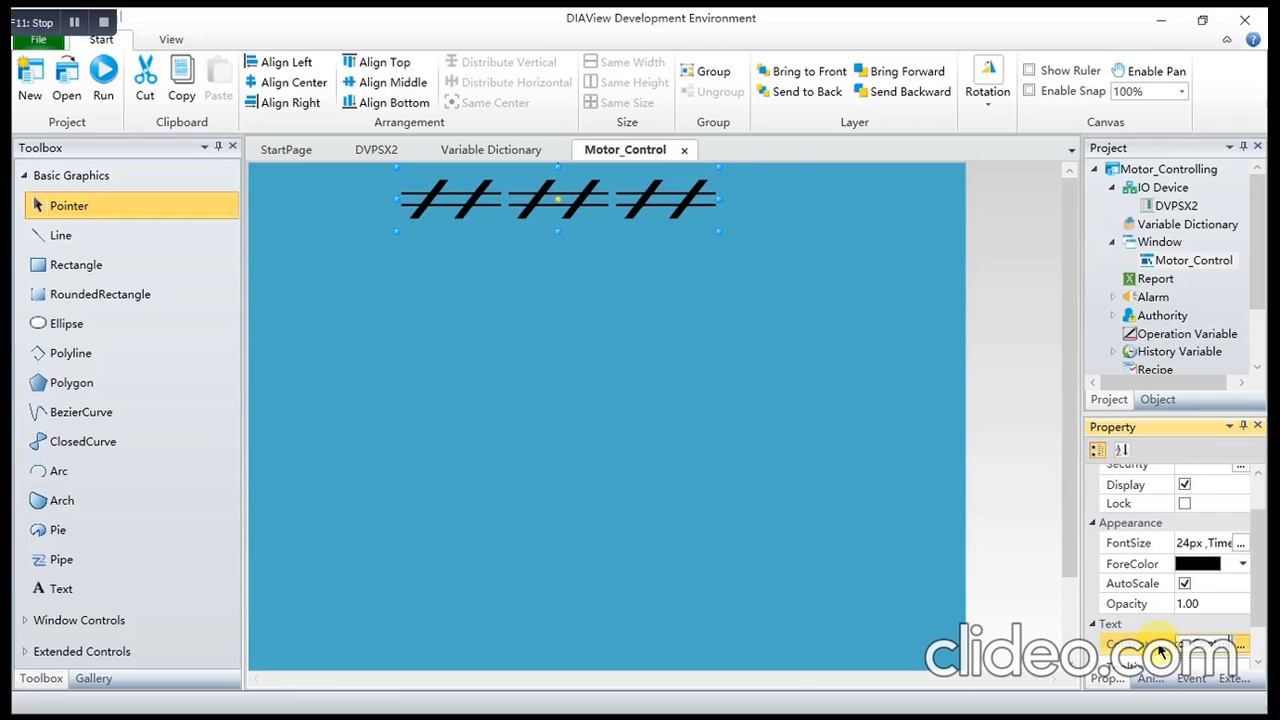 F11: Stop
DIAView Development Environment
File
Start
View
New
Open
Run
Cut
Copy
Paste
Align Left
Align Center
Align Right
Align Top
Align Middle
Align Bottom
Distribute Vertical
Distribute Horizontal
Same Center
Same Width
Same Height
Same Size
Group
Ungroup
Bring to Front
Send to Back
Bring Forward
Send Backward
Rotation
Show Ruler
Enable Snap
Enable Pan
100%
Project
Clipboard
Arrangement
Size
Group
Layer
Canvas
Toolbox
Basic Graphics
Pointer
Line
Rectangle
RoundedRectangle
Ellipse
Polyline
Polygon
BezierCurve
ClosedCurve
Arc
Arch
Pie
Pipe
Text
Window Controls
Extended Controls
Toolbox
Gallery
StartPage
DVPSX2
Variable Dictionary
Motor_Control
###
Project
Motor_Controlling
IO Device
DVPSX2
Variable Dictionary
Window
Motor_Control
Report
Alarm
Authority
Operation Variable
History Variable
Recipe
Project
Object
Property
Security
...
Display
Lock
Appearance
FontSize
24px ,Time
...
ForeColor
AutoScale
Opacity
1.00
Text
...
Prop...
Ani...
Event
Exte...
clideo.com